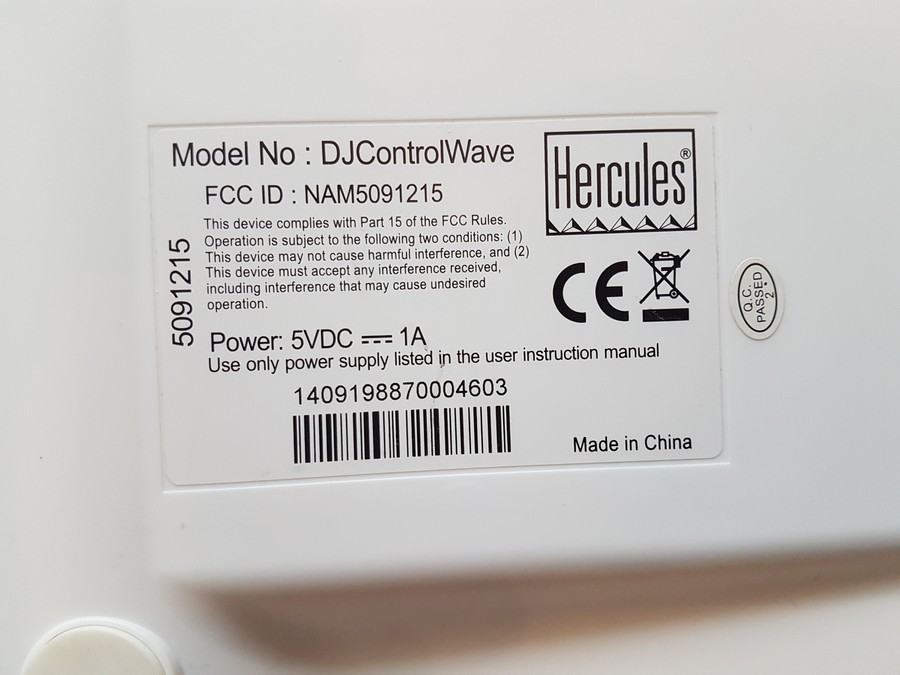 Model No : DJControlWave
Hercules®
FCC ID : NAM5091215
This device complies with Part 15 of the FCC Rules.
Operation is subject to the following two conditions: (1)
This device may not cause harmful interference, and (2)
This device must accept any interference received,
including interference that may cause undesired
operation.
5091215
CE
Power: 5VDC ⎓ 1A
Use only power supply listed in the user instruction manual
1409198870004603
Made in China
Q.C.
PASSED
2